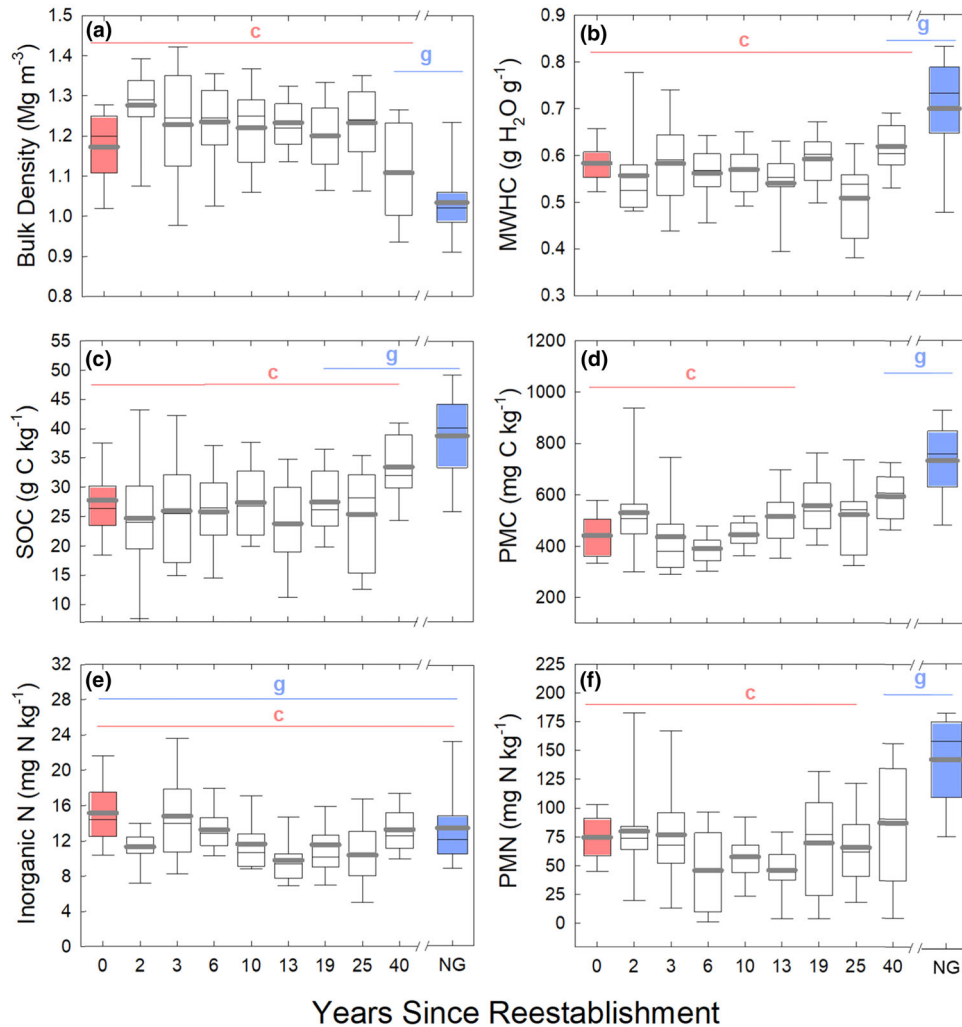 (a)
c
g
Bulk Density (Mg m⁻³)
1.5
1.4
1.3
1.2
1.1
1.0
0.9
0.8
(b)
c
g
MWHC (g H₂O g⁻¹)
0.9
0.8
0.7
0.6
0.5
0.4
0.3
(c)
c
g
SOC (g C kg⁻¹)
55
50
45
40
35
30
25
20
15
10
(d)
c
g
PMC (mg C kg⁻¹)
1200
1000
800
600
400
200
(e)
g
c
Inorganic N (mg N kg⁻¹)
32
28
24
20
16
12
8
4
0
0 2 3 6 10 13 19 25 40 NG
(f)
c
g
PMN (mg N kg⁻¹)
225
200
175
150
125
100
75
50
25
0
0 2 3 6 10 13 19 25 40 NG
Years Since Reestablishment